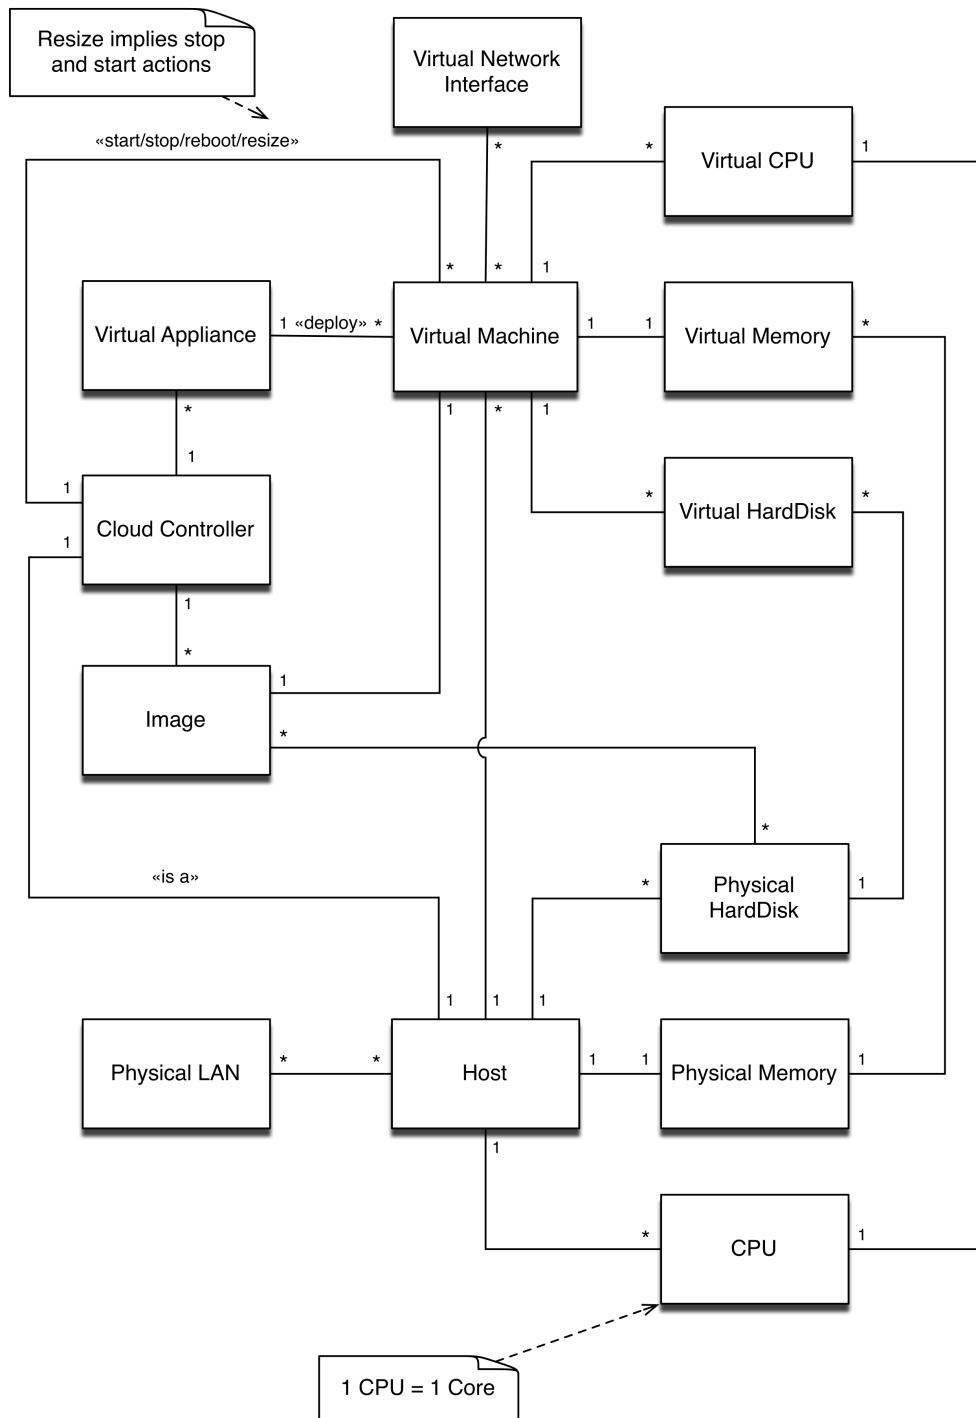 Resize implies stop
and start actions
Virtual Network
Interface
«start/stop/reboot/resize»
*
*
Virtual CPU
1
*
*
1
Virtual Appliance
1 «deploy» *
Virtual Machine
1
1
Virtual Memory
*
*
1
*
1
1
1
*
Virtual HardDisk
*
Cloud Controller
1
1
*
Image
1
*
*
«is a»
*
Physical
HardDisk
1
1
1
1
Physical LAN
*
*
Host
1
1
Physical Memory
1
1
*
CPU
1
1 CPU = 1 Core